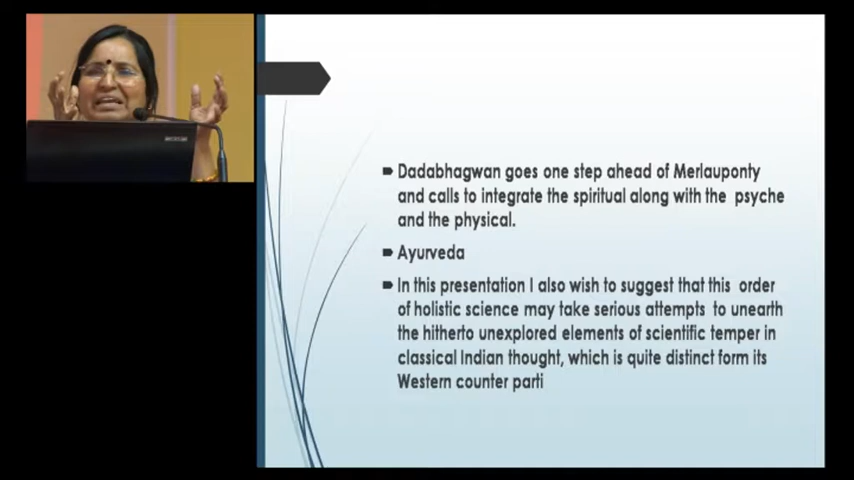 Dadabhagwan goes one step ahead of Merlauponty
and calls to integrate the spiritual along with the psyche
and the physical.
Ayurveda
In this presentation I also wish to suggest that this order
of holistic science may take serious attempts to unearth
the hitherto unexplored elements of scientific temper in
classical Indian thought, which is quite distinct form its
Western counter parti